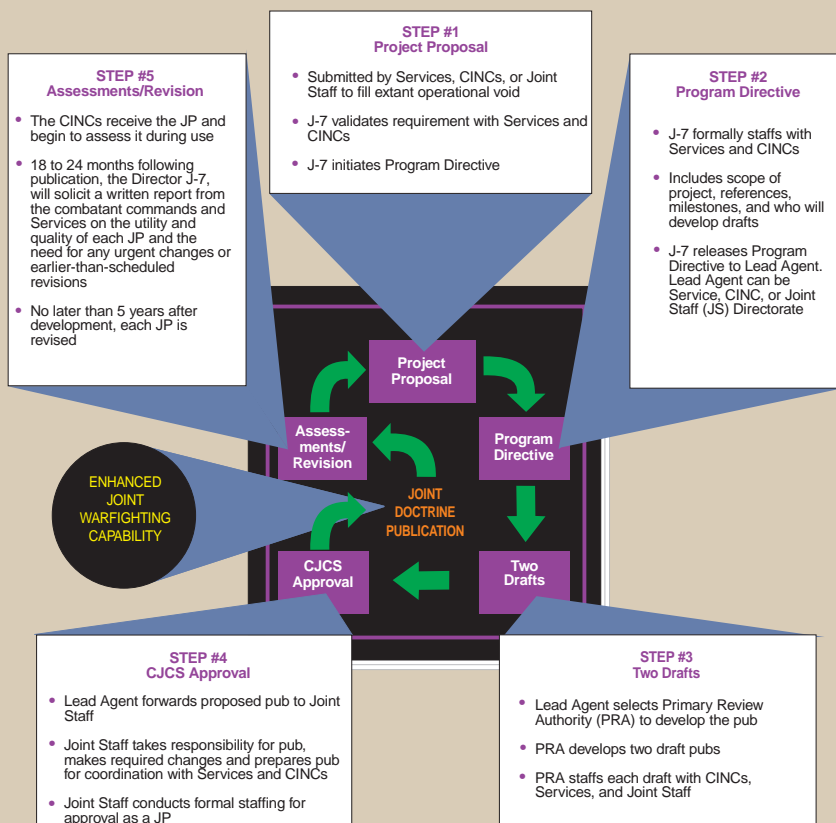 STEP #1
Project Proposal
• Submitted by Services, CINCs, or Joint
Staff to fill extant operational void
• J-7 validates requirement with Services and
CINCs
• J-7 initiates Program Directive
STEP #5
Assessments/Revision
• The CINCs receive the JP and
begin to assess it during use
• 18 to 24 months following
publication, the Director J-7,
will solicit a written report from
the combatant commands and
Services on the utility and
quality of each JP and the
need for any urgent changes or
earlier-than-scheduled
revisions
• No later than 5 years after
development, each JP is
revised
STEP #2
Program Directive
• J-7 formally staffs with
Services and CINCs
• Includes scope of
project, references,
milestones, and who will
develop drafts
• J-7 releases Program
Directive to Lead Agent.
Lead Agent can be
Service, CINC, or Joint
Staff (JS) Directorate
Project
Proposal
Assess-
ments/
Revision
Program
Directive
ENHANCED
JOINT
WARFIGHTING
CAPABILITY
JOINT
DOCTRINE
PUBLICATION
CJCS
Approval
Two
Drafts
STEP #4
CJCS Approval
• Lead Agent forwards proposed pub to Joint
Staff
• Joint Staff takes responsibility for pub,
makes required changes and prepares pub
for coordination with Services and CINCs
• Joint Staff conducts formal staffing for
approval as a JP
STEP #3
Two Drafts
• Lead Agent selects Primary Review
Authority (PRA) to develop the pub
• PRA develops two draft pubs
• PRA staffs each draft with CINCs,
Services, and Joint Staff